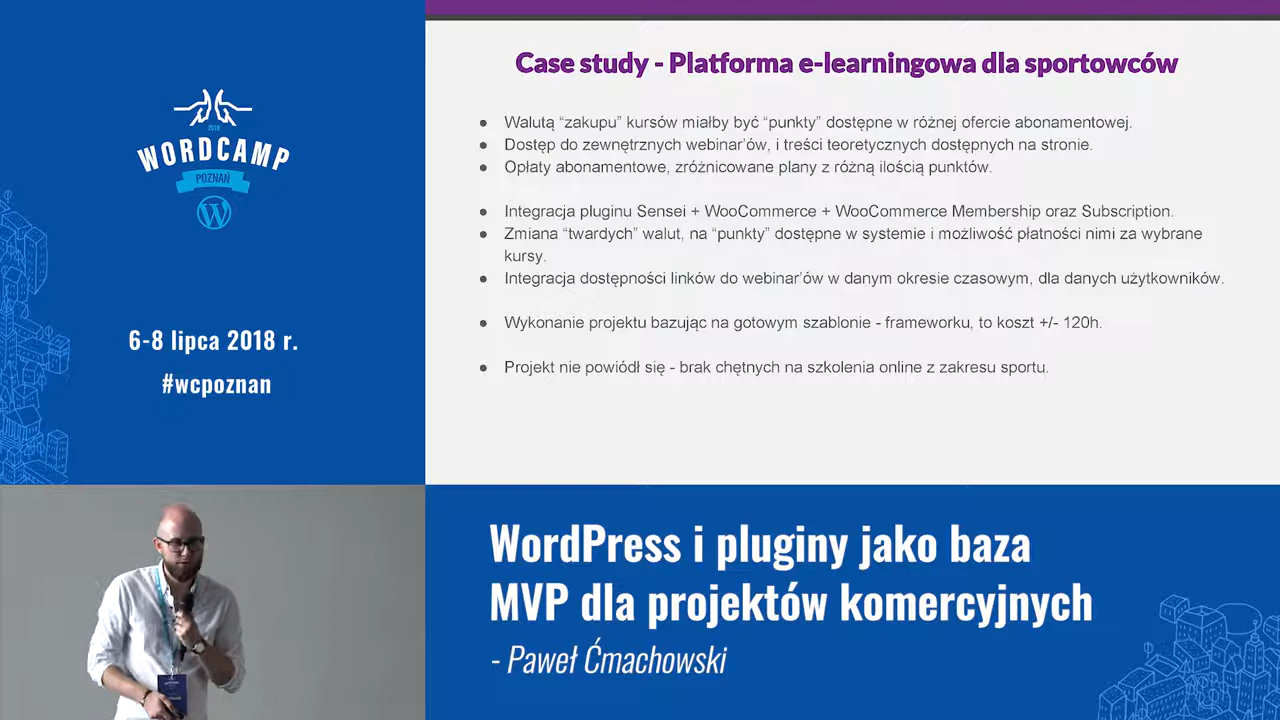 2018
WORDCAMP
POZNAŃ
6-8 lipca 2018 r.
#wcpoznan
Case study - Platforma e-learningowa dla sportowców
● Walutą “zakupu” kursów miałby być “punkty” dostępne w różnej ofercie abonamentowej.
● Dostęp do zewnętrznych webinar’ów, i treści teoretycznych dostępnych na stronie.
● Opłaty abonamentowe, zróżnicowane plany z różną ilością punktów.
● Integracja pluginu Sensei + WooCommerce + WooCommerce Membership oraz Subscription.
● Zmiana “twardych” walut, na “punkty” dostępne w systemie i możliwość płatności nimi za wybrane
kursy.
● Integracja dostępności linków do webinar’ów w danym okresie czasowym, dla danych użytkowników.
● Wykonanie projektu bazując na gotowym szablonie - frameworku, to koszt +/- 120h.
● Projekt nie powiódł się - brak chętnych na szkolenia online z zakresu sportu.
WordPress i pluginy jako baza
MVP dla projektów komercyjnych
- Paweł Ćmachowski